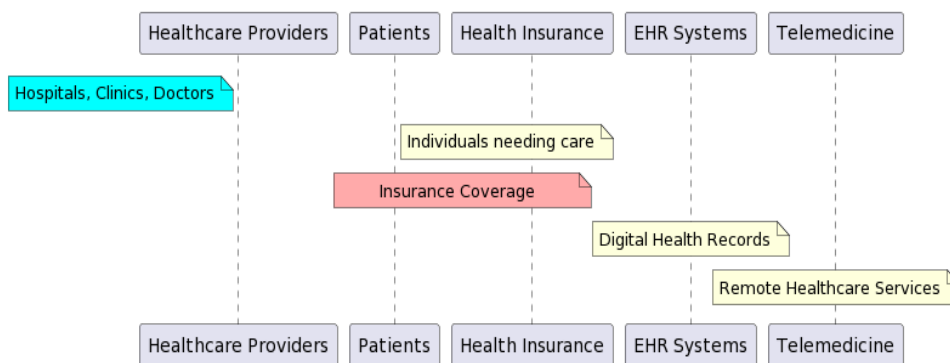 Healthcare Providers
Patients
Health Insurance
EHR Systems
Telemedicine
Hospitals, Clinics, Doctors
Individuals needing care
Insurance Coverage
Digital Health Records
Remote Healthcare Services
Healthcare Providers
Patients
Health Insurance
EHR Systems
Telemedicine